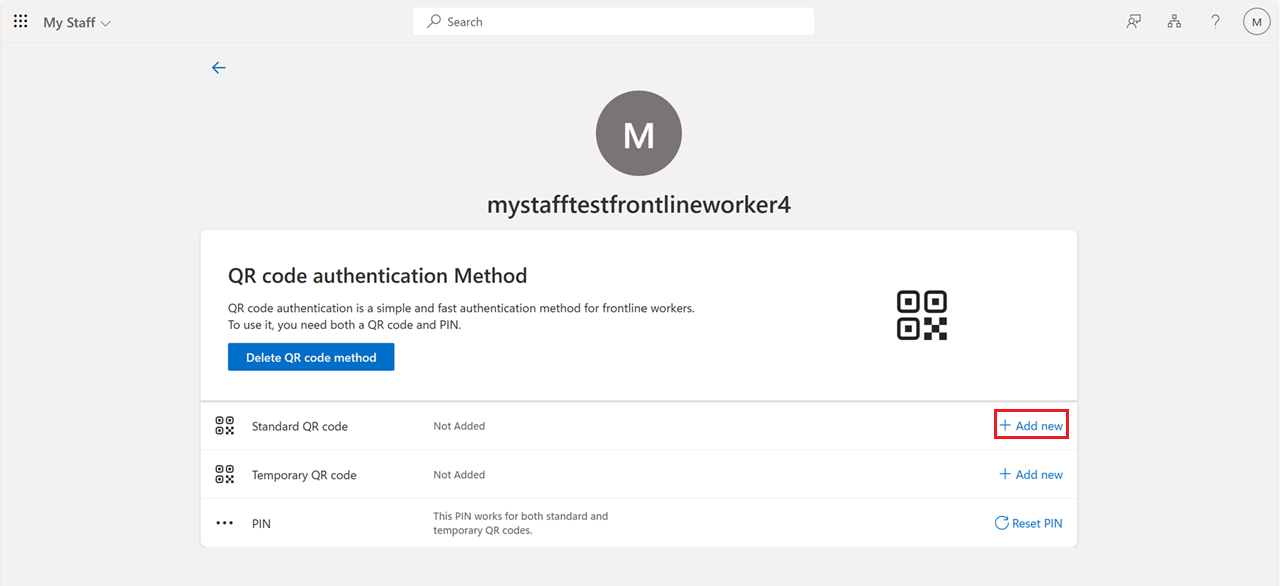 My Staff
Search
M
M
mystafftestfrontlineworker4
QR code authentication Method
QR code authentication is a simple and fast authentication method for frontline workers.
To use it, you need both a QR code and PIN.
Delete QR code method
Standard QR code Not Added + Add new
Temporary QR code Not Added + Add new
PIN This PIN works for both standard and
temporary QR codes. Reset PIN